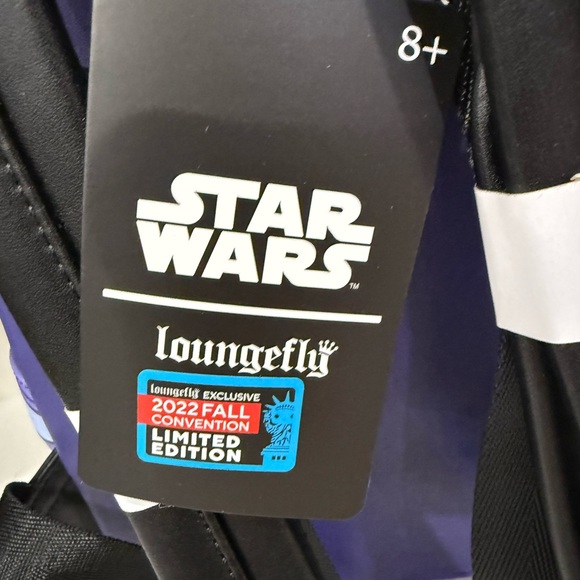 8+
STAR
WARS
TM
loungefly
loungefly EXCLUSIVE
2022 FALL
CONVENTION
LIMITED
EDITION